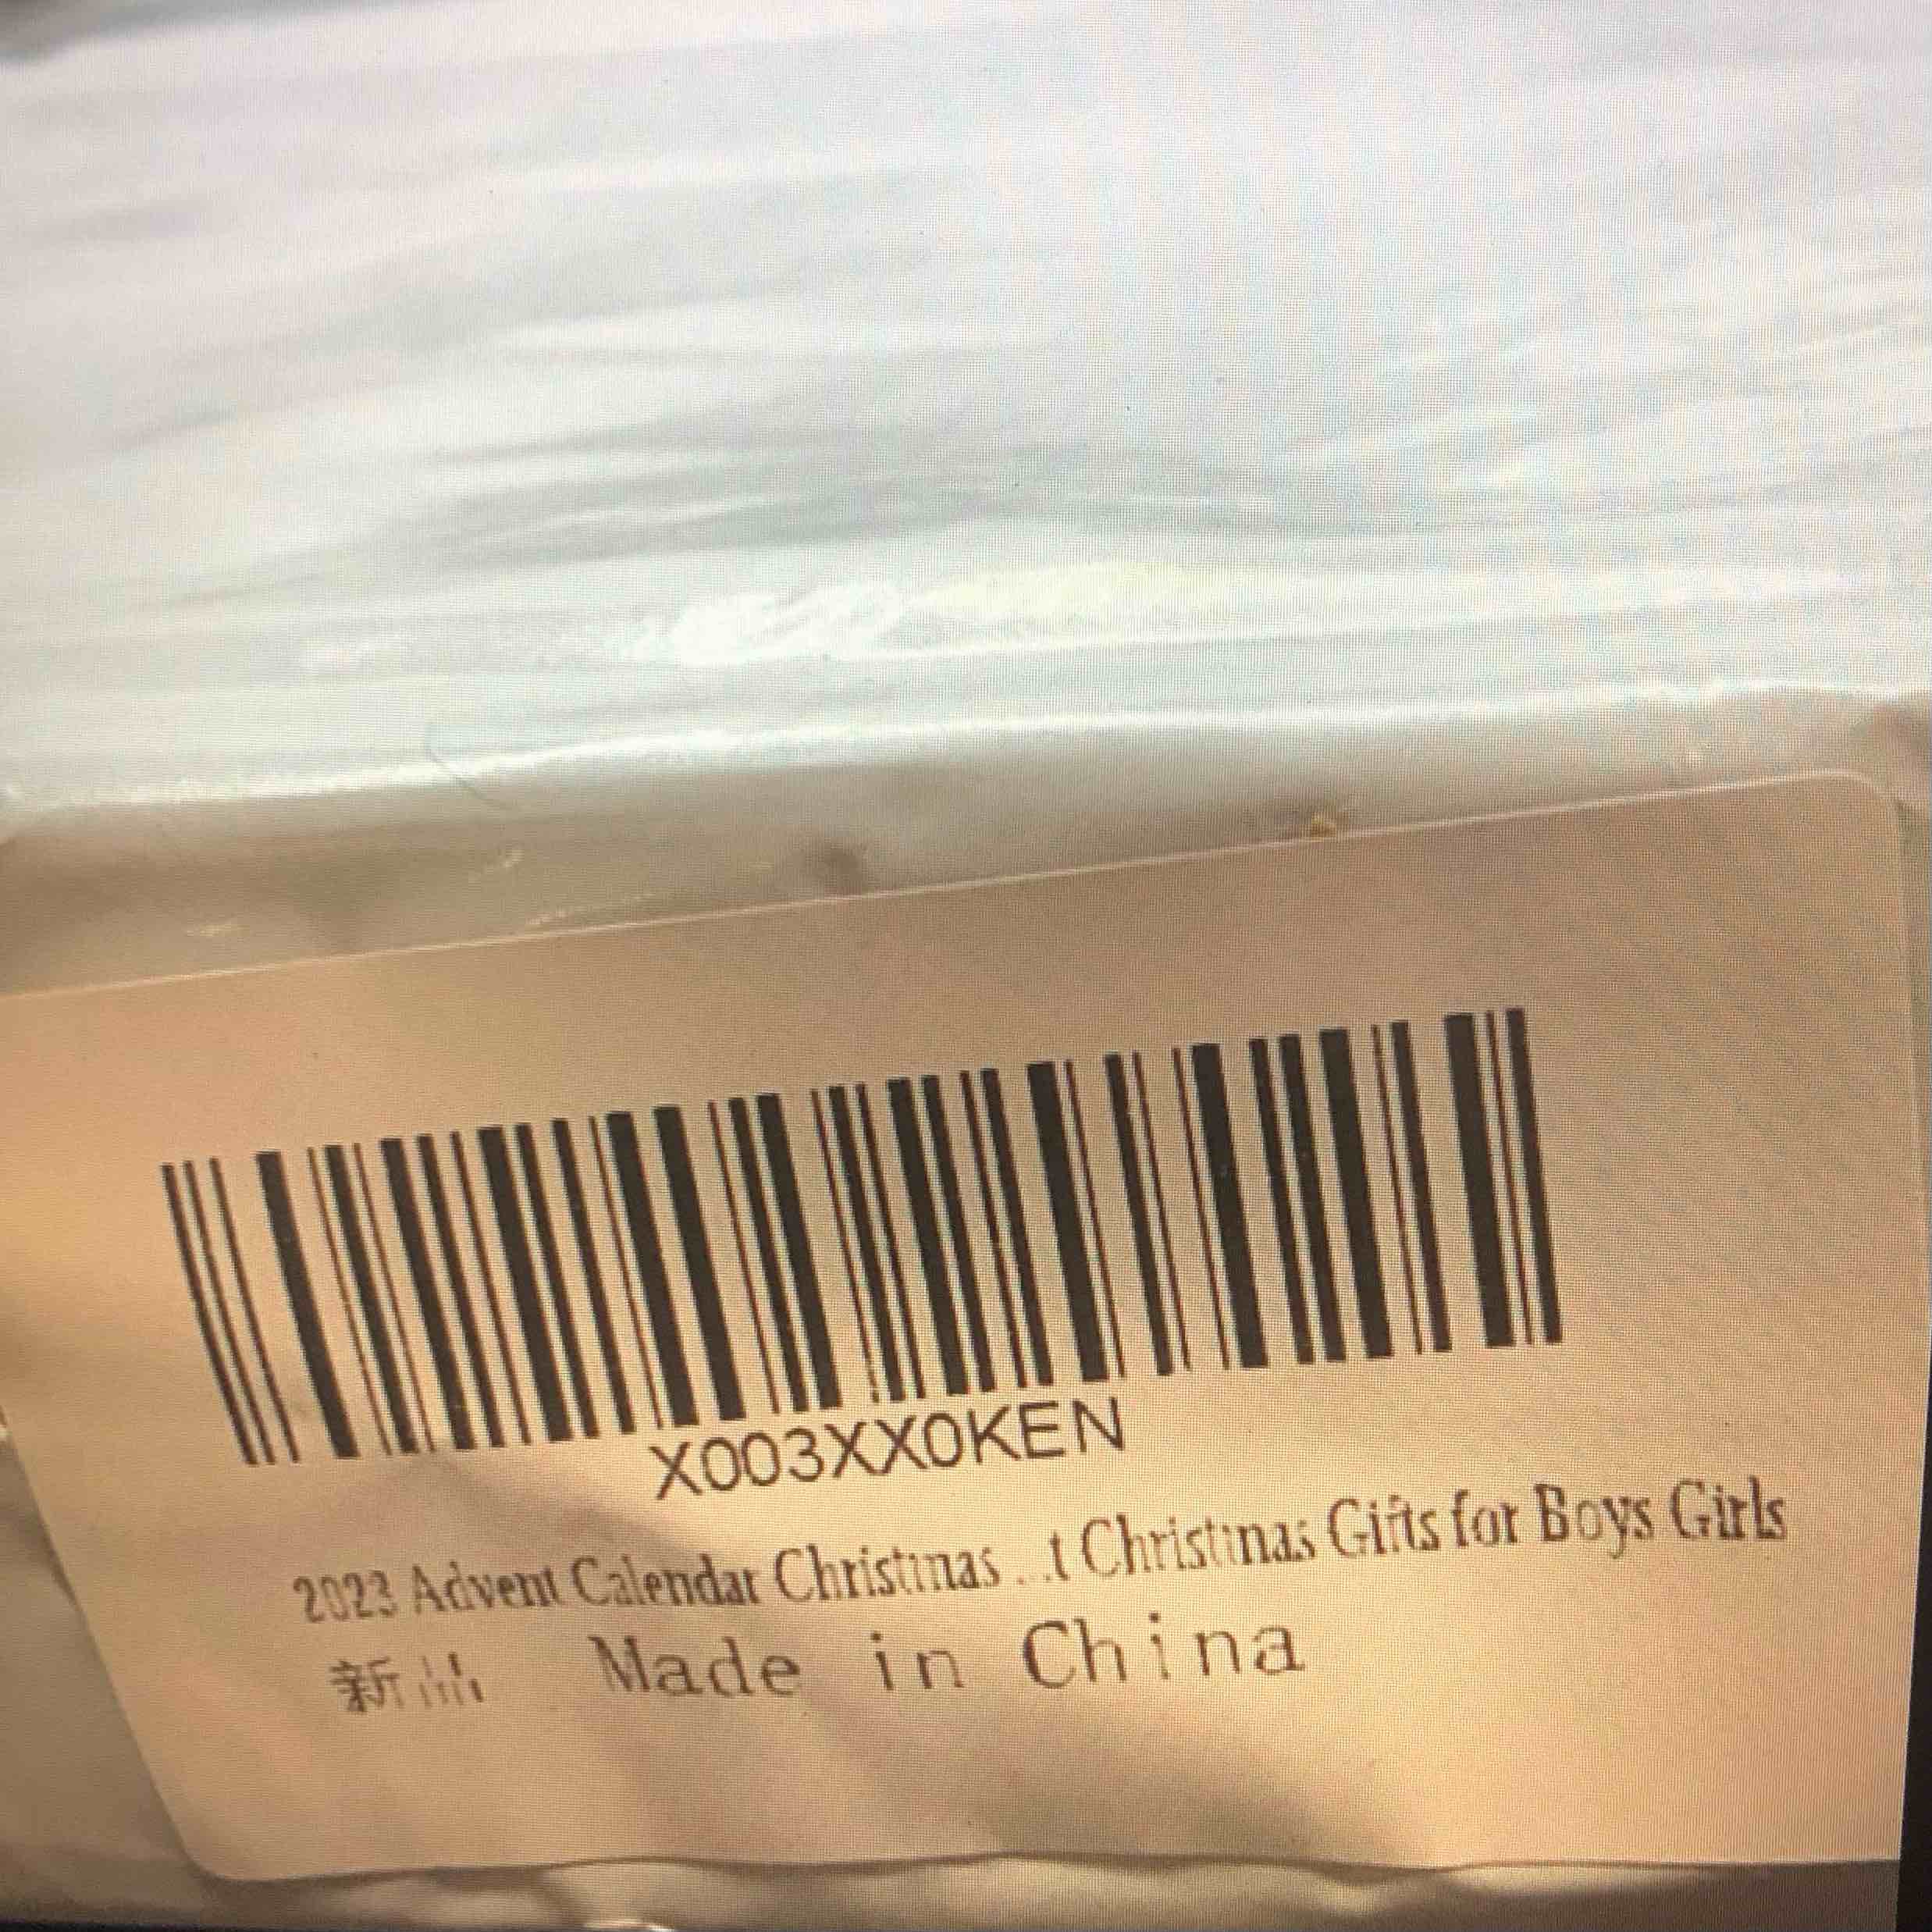 X003XX0KEN
2023 Advent Calendar Christmas...t Christmas Gifts for Boys Girls
新品 Made in China